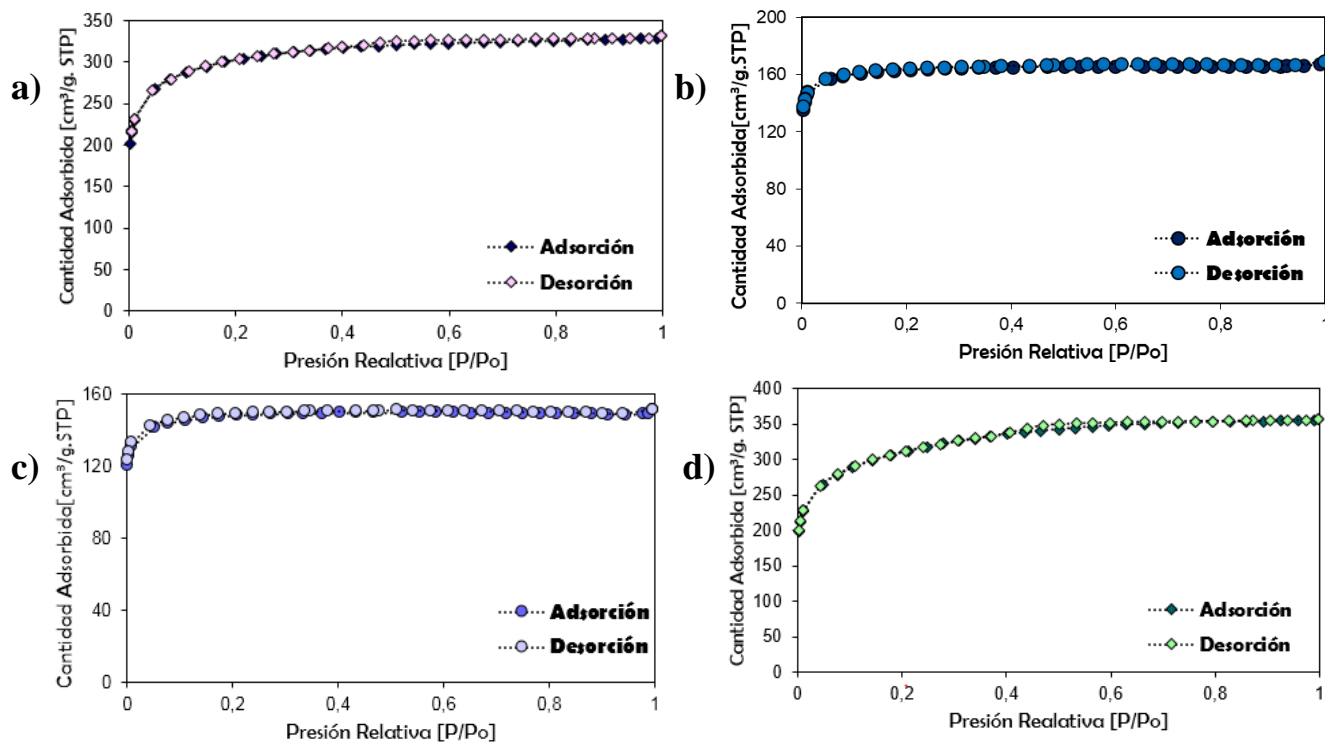 a)
Cantidad Adsorbida [cm³/g. STP]
350
300
250
200
150
100
50
0
Adsorción
Desorción
0
0,2
0,4
0,6
0,8
1
Presión Realativa [P/Po]
b)
Cantidad Adsorbida[cm³/g.STP)
200
160
120
80
40
0
Adsorción
Desorción
0
0,2
0,4
0,6
0,8
1
Presión Relativa [P/Po]
c)
Cantidad Adsorbida[cm³/g.STP)
160
120
80
40
0
Adsorción
Desorción
0
0,2
0,4
0,6
0,8
1
Presión Relativa [P/Po]
d)
Cantidad Adsorbida [cm³/g. STP)
400
350
300
250
200
150
100
50
0
Adsorción
Desorción
0
0,2
0,4
0,6
0,8
1
Presión Realativa [P/Po]